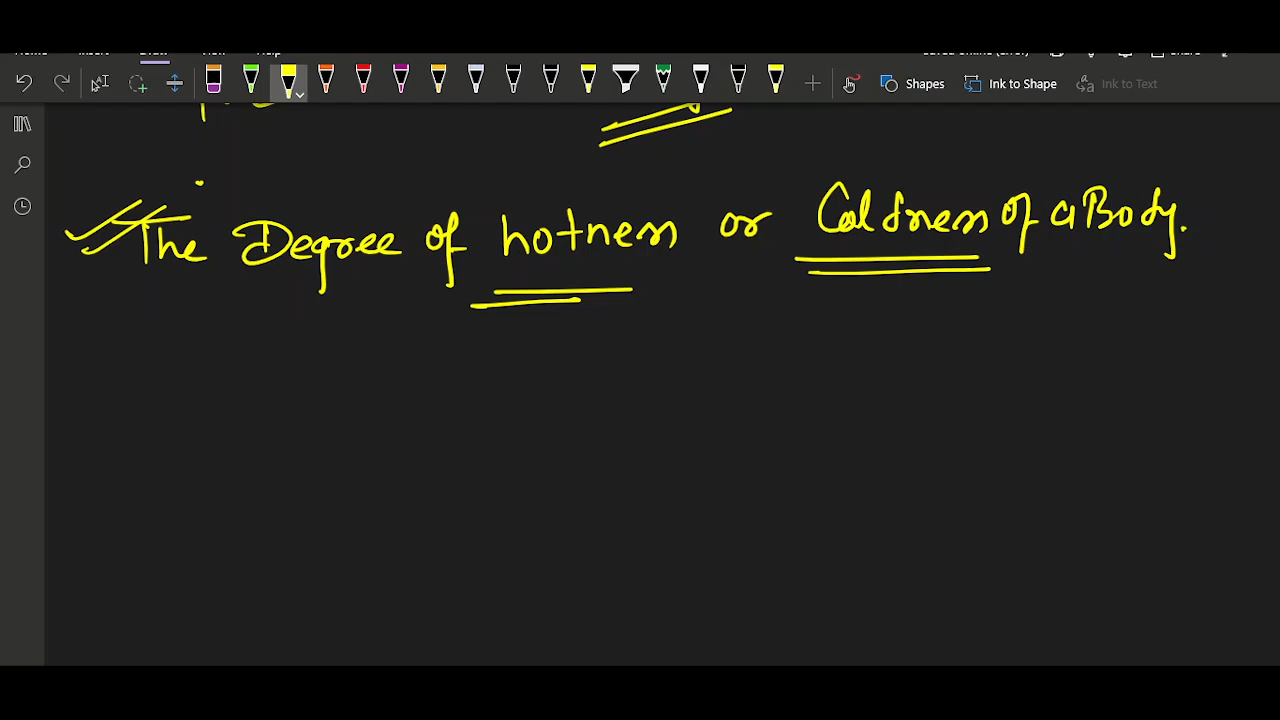 Shapes
Ink to Shape
Ink to Text
The Degree of hotness or Coldness of a Body.